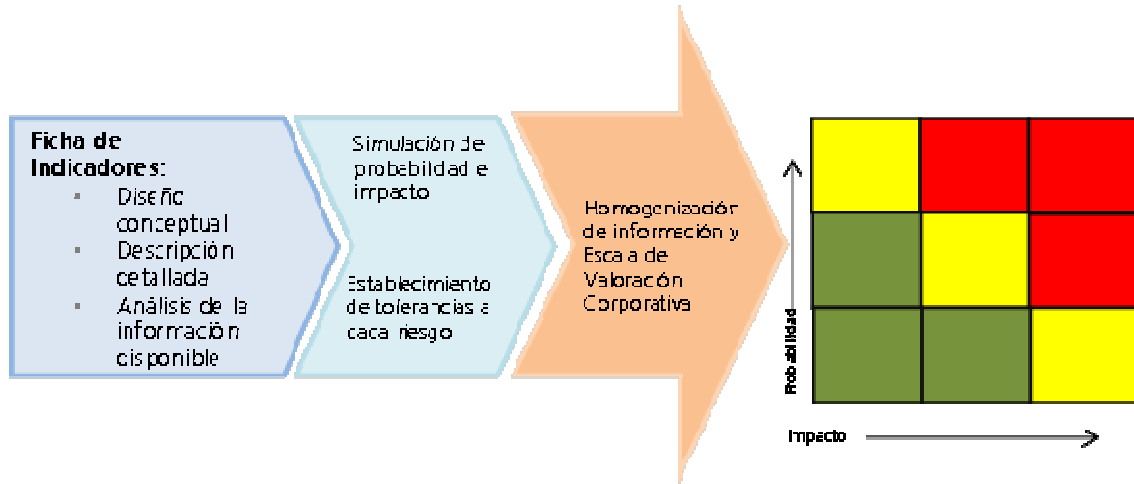 Ficha de
Indicadores:
▪ Diseño
conceptual
▪ Descripción
detallada
▪ Análisis de la
información
disponible
Simulación de
probabilidad e
impacto
Establecimiento
de tolerancias a
cada riesgo
Homogenización
de información y
Escala de
Valoración
Corporativa
Probabilidad
Impacto